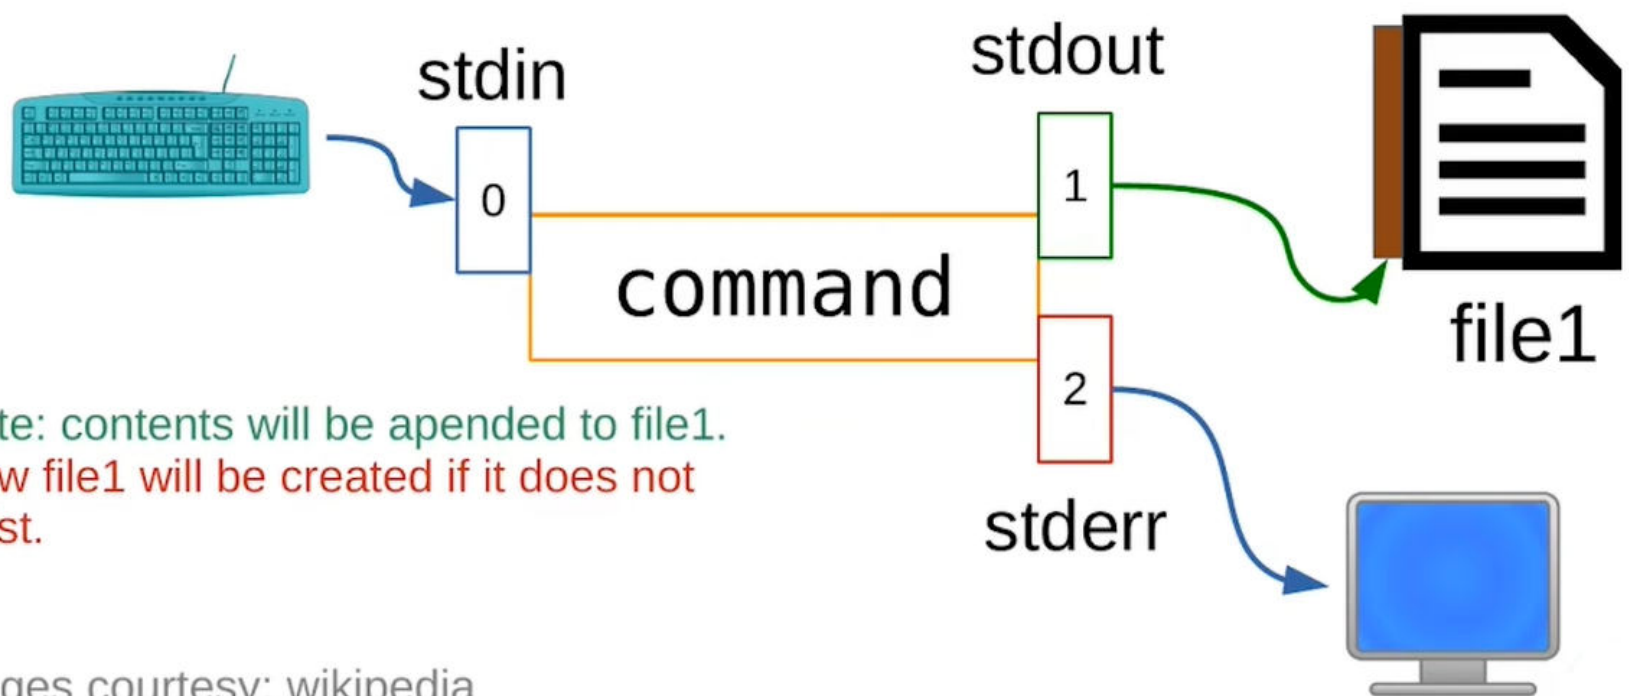 stdin
stdout
0
1
command
file1
2
te: contents will be apended to file1.
w file1 will be created if it does not
st.
stderr
ges courtesy: wikipedia